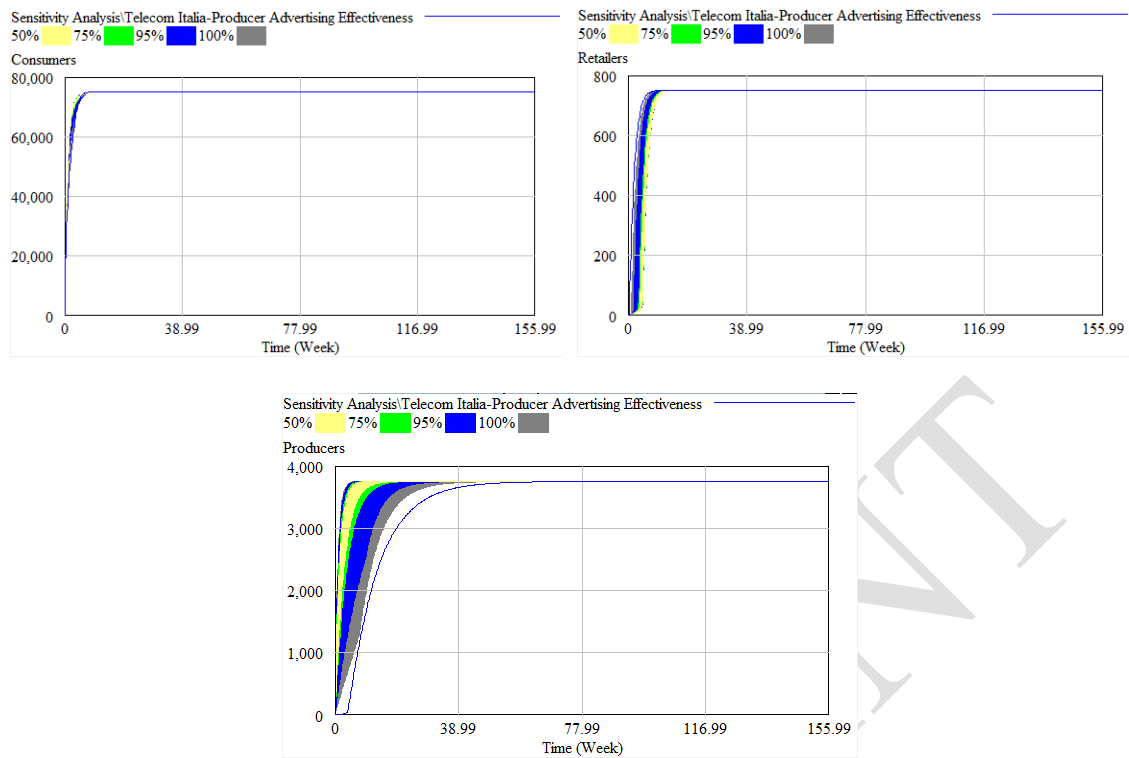 Sensitivity Analysis\Telecom Italia-Producer Advertising Effectiveness
50% 75% 95% 100%
Consumers
80,000
60,000
40,000
20,000
0
0 38.99 77.99 116.99 155.99
Time (Week)
Sensitivity Analysis\Telecom Italia-Producer Advertising Effectiveness
50% 75% 95% 100%
Retailers
800
600
400
200
0
0 38.99 77.99 116.99 155.99
Time (Week)
Sensitivity Analysis\Telecom Italia-Producer Advertising Effectiveness
50% 75% 95% 100%
Producers
4,000
3,000
2,000
1,000
0
0 38.99 77.99 116.99 155.99
Time (Week)